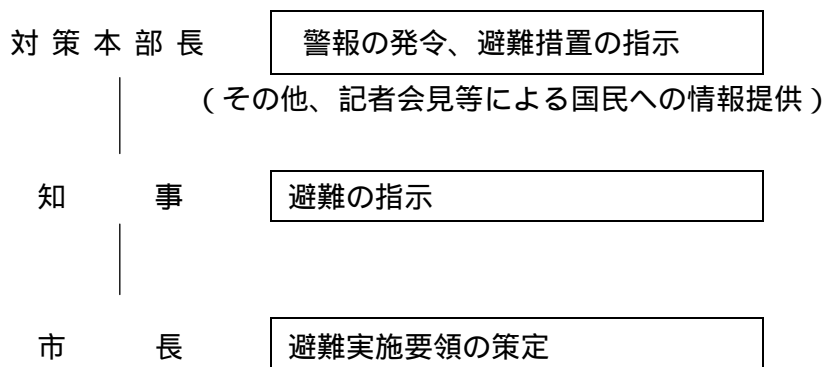 対策本部長 警報の発令、避難措置の指示
(その他、記者会見等による国民への情報提供)
知事 避難の指示
市長 避難実施要領の策定